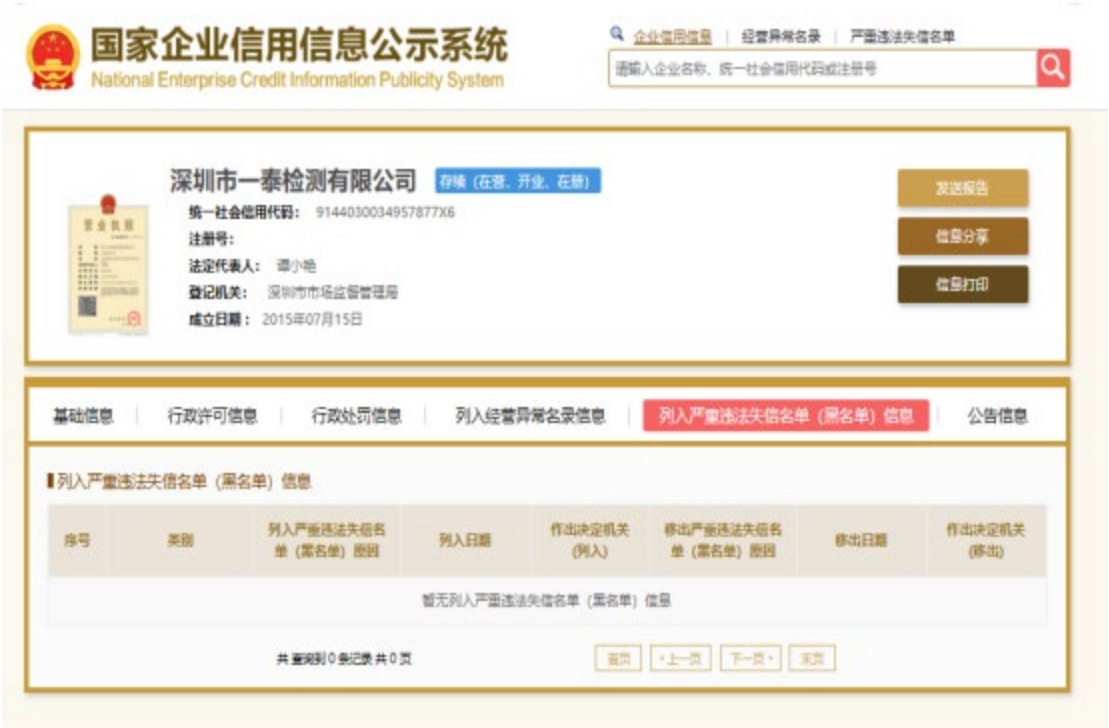 国家企业信用信息公示系统
National Enterprise Credit Information Publicity System
企业信用信息 | 经营异常名录 | 严重违法失信名单
请输入企业名称、统一社会信用代码或注册号
深圳市一泰检测有限公司 存续（在营、开业、在册）
统一社会信用代码： 9144030034957877X6
注册号：
法定代表人： 谭小艳
登记机关： 深圳市市场监督管理局
成立日期： 2015年07月15日
发送报告
信息分享
信息打印
营业执照
基础信息 | 行政许可信息 | 行政处罚信息 | 列入经营异常名录信息 | 列入严重违法失信名单（黑名单）信息 | 公告信息
列入严重违法失信名单（黑名单）信息
序号 类别 列入严重违法失信名单（黑名单）原因 列入日期 作出决定机关(列入) 移出严重违法失信名单（黑名单）原因 移出日期 作出决定机关(移出)
暂无列入严重违法失信名单（黑名单）信息
共 查询到 0 条记录 共 0 页 首页 上一页 下一页 末页